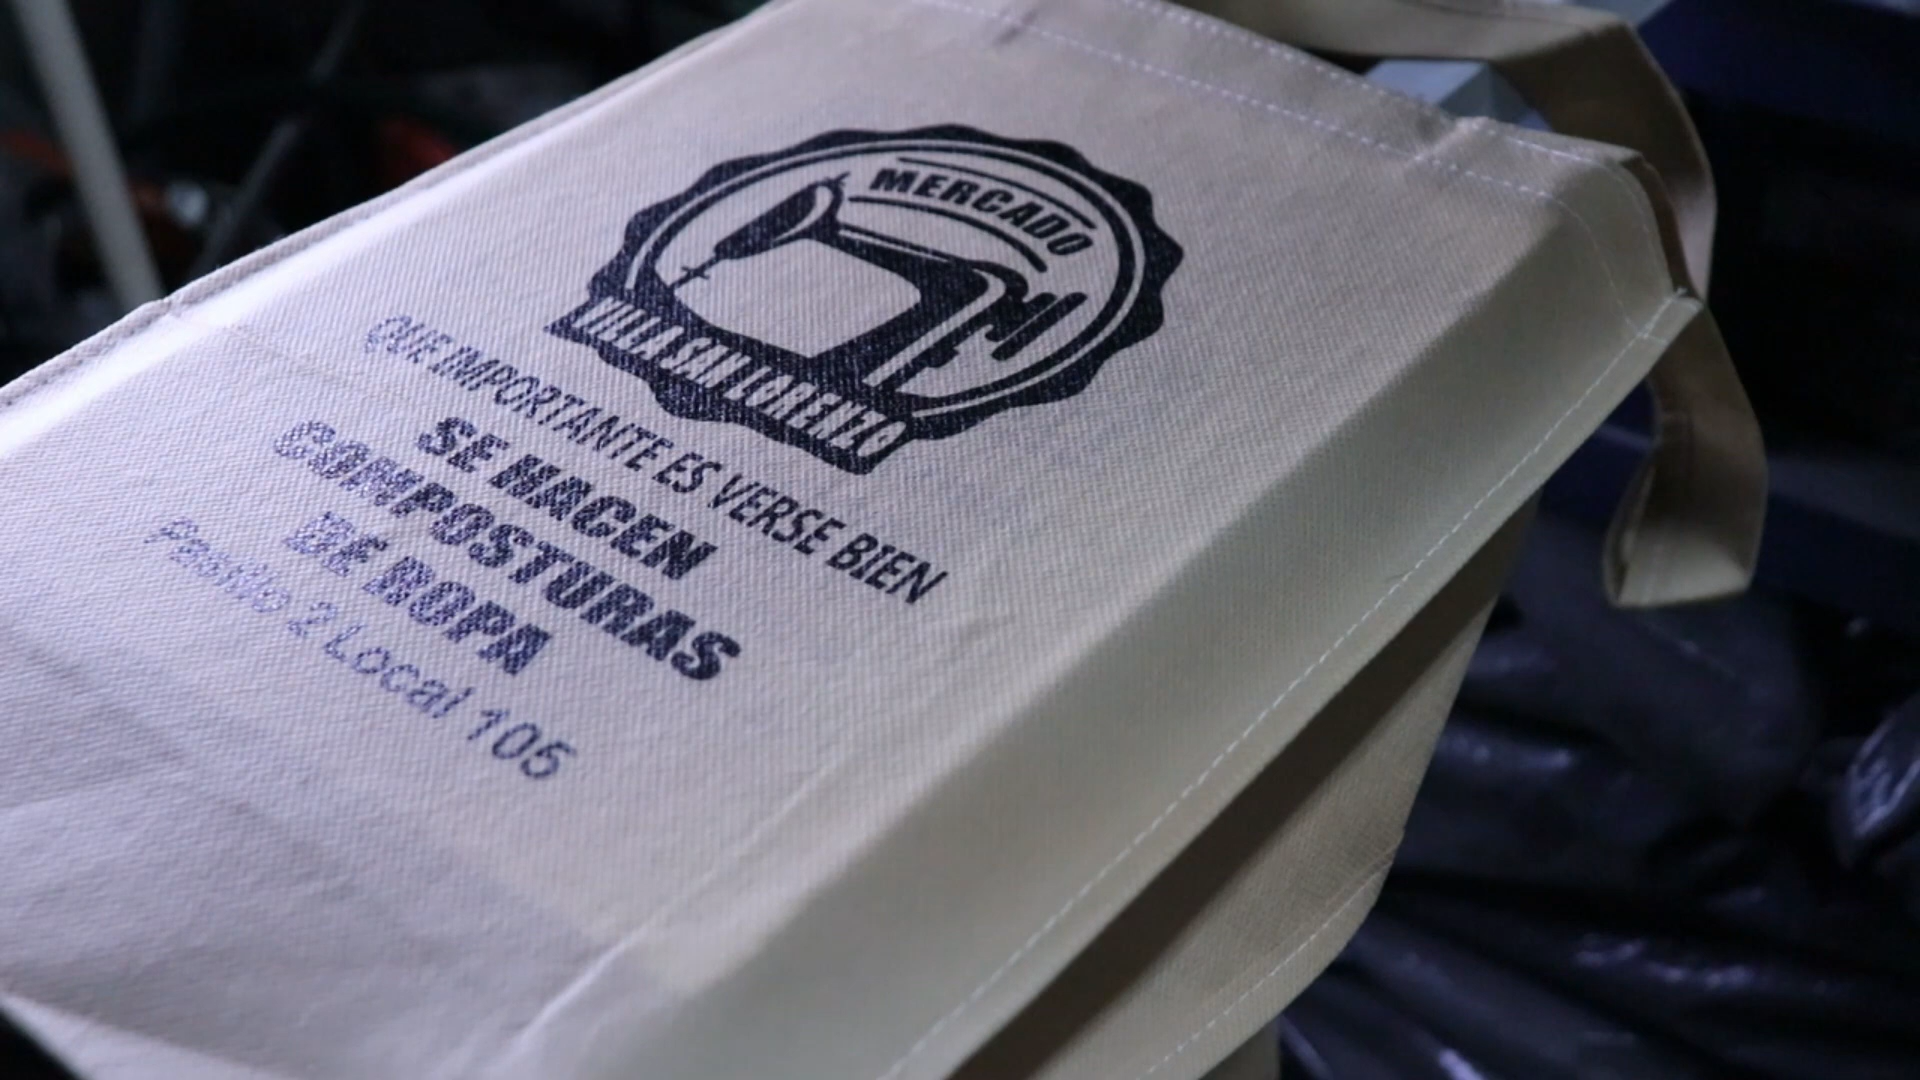 MERCADO
VILLA SAN LORENZO
QUE IMPORTANTE ES VERSE BIEN
SE HACEN
COMPOSTURAS
DE ROPA
Pasillo 2 Local 105